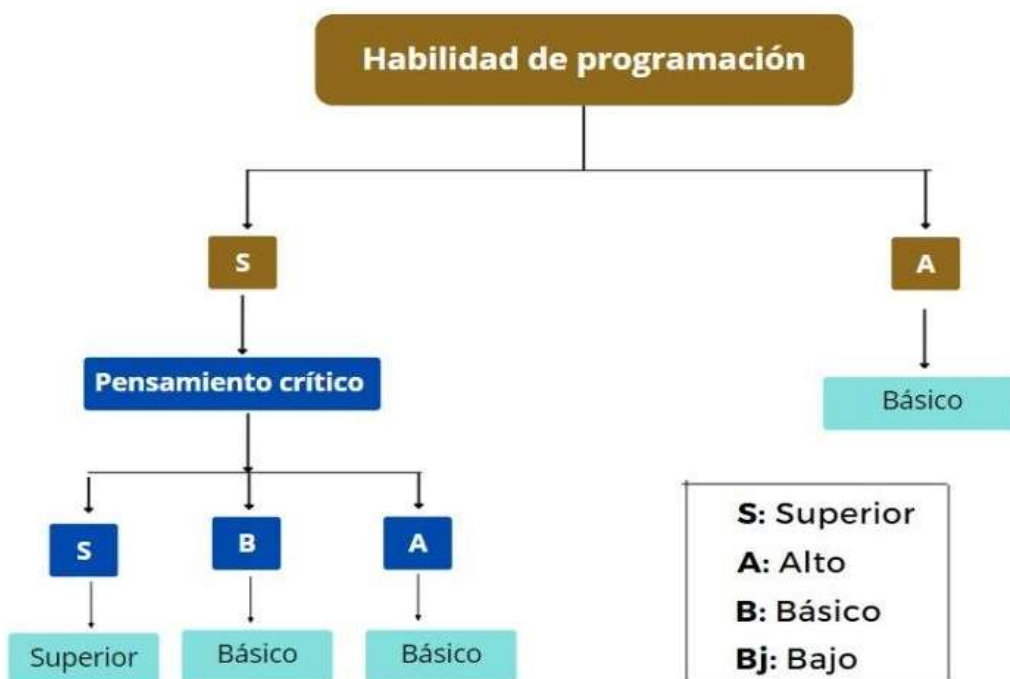 Habilidad de programación
S
A
Pensamiento crítico
Básico
S
B
A
Superior
Básico
Básico
S: Superior
A: Alto
B: Básico
Bj: Bajo